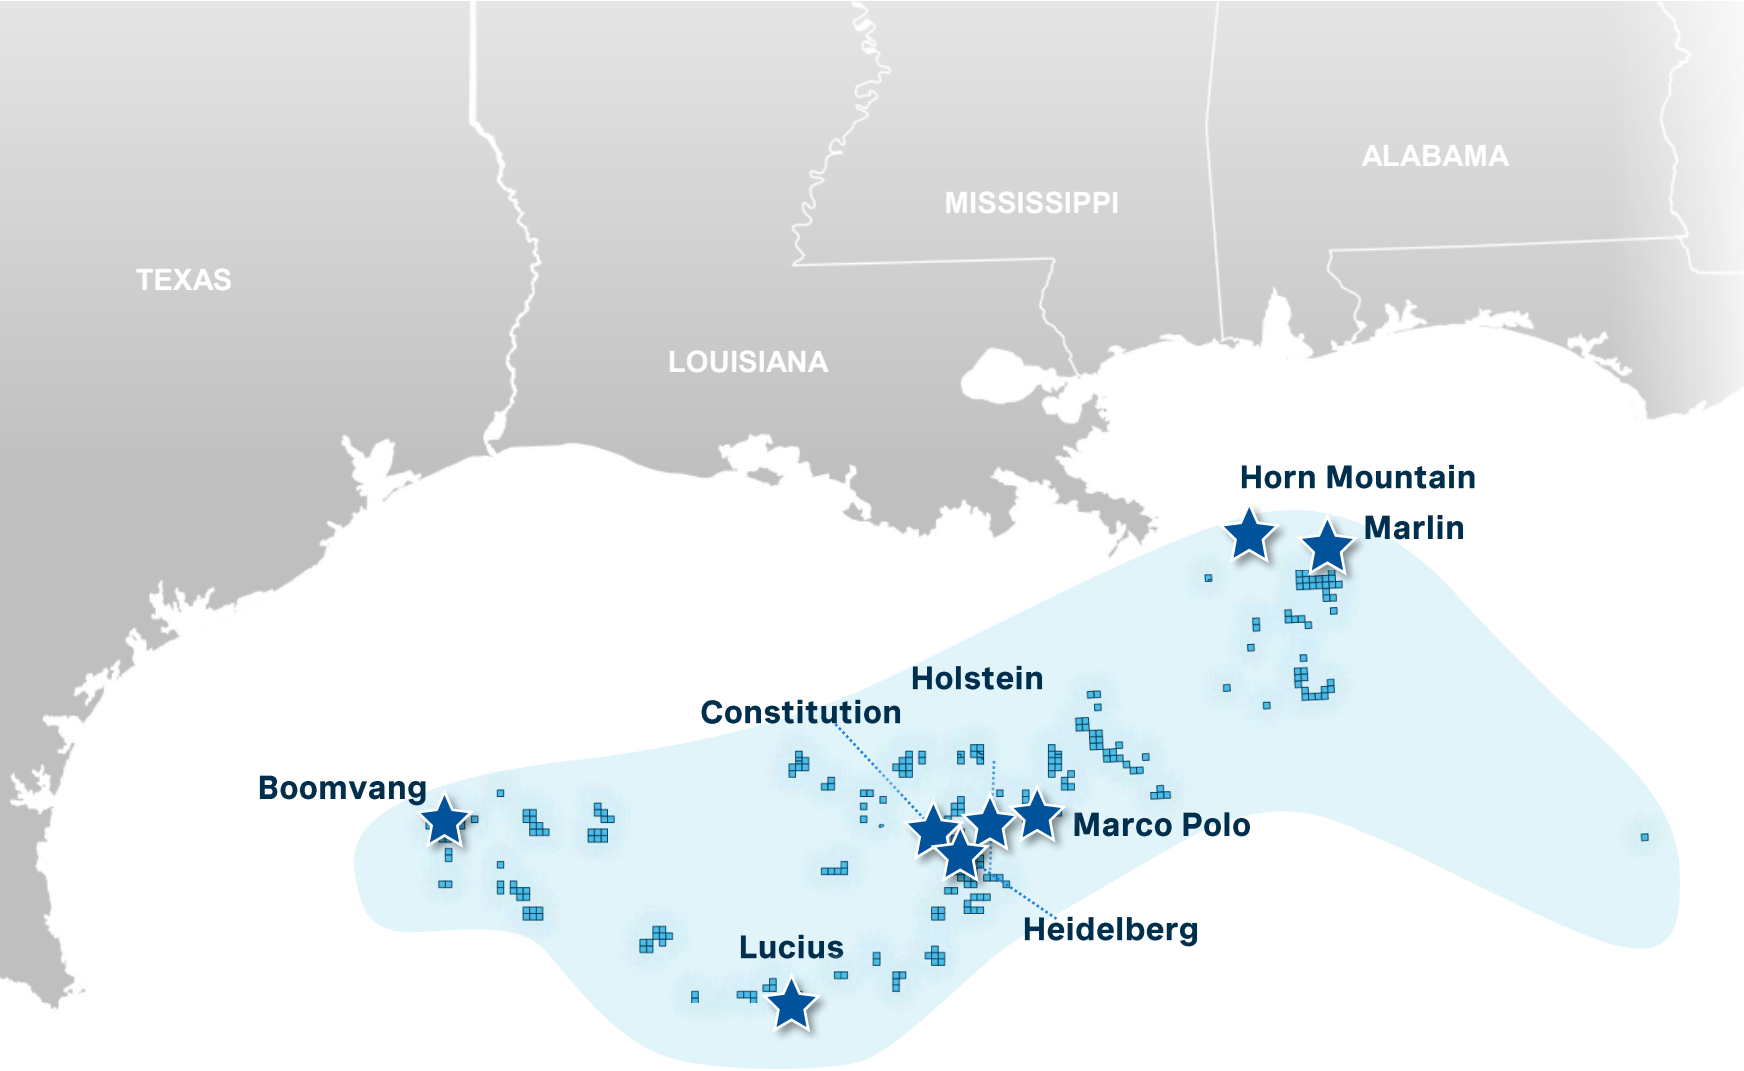 ALABAMA
MISSISSIPPI
TEXAS
LOUISIANA
Horn Mountain
Marlin
Holstein
Constitution
Boomvang
Marco Polo
Heidelberg
Lucius